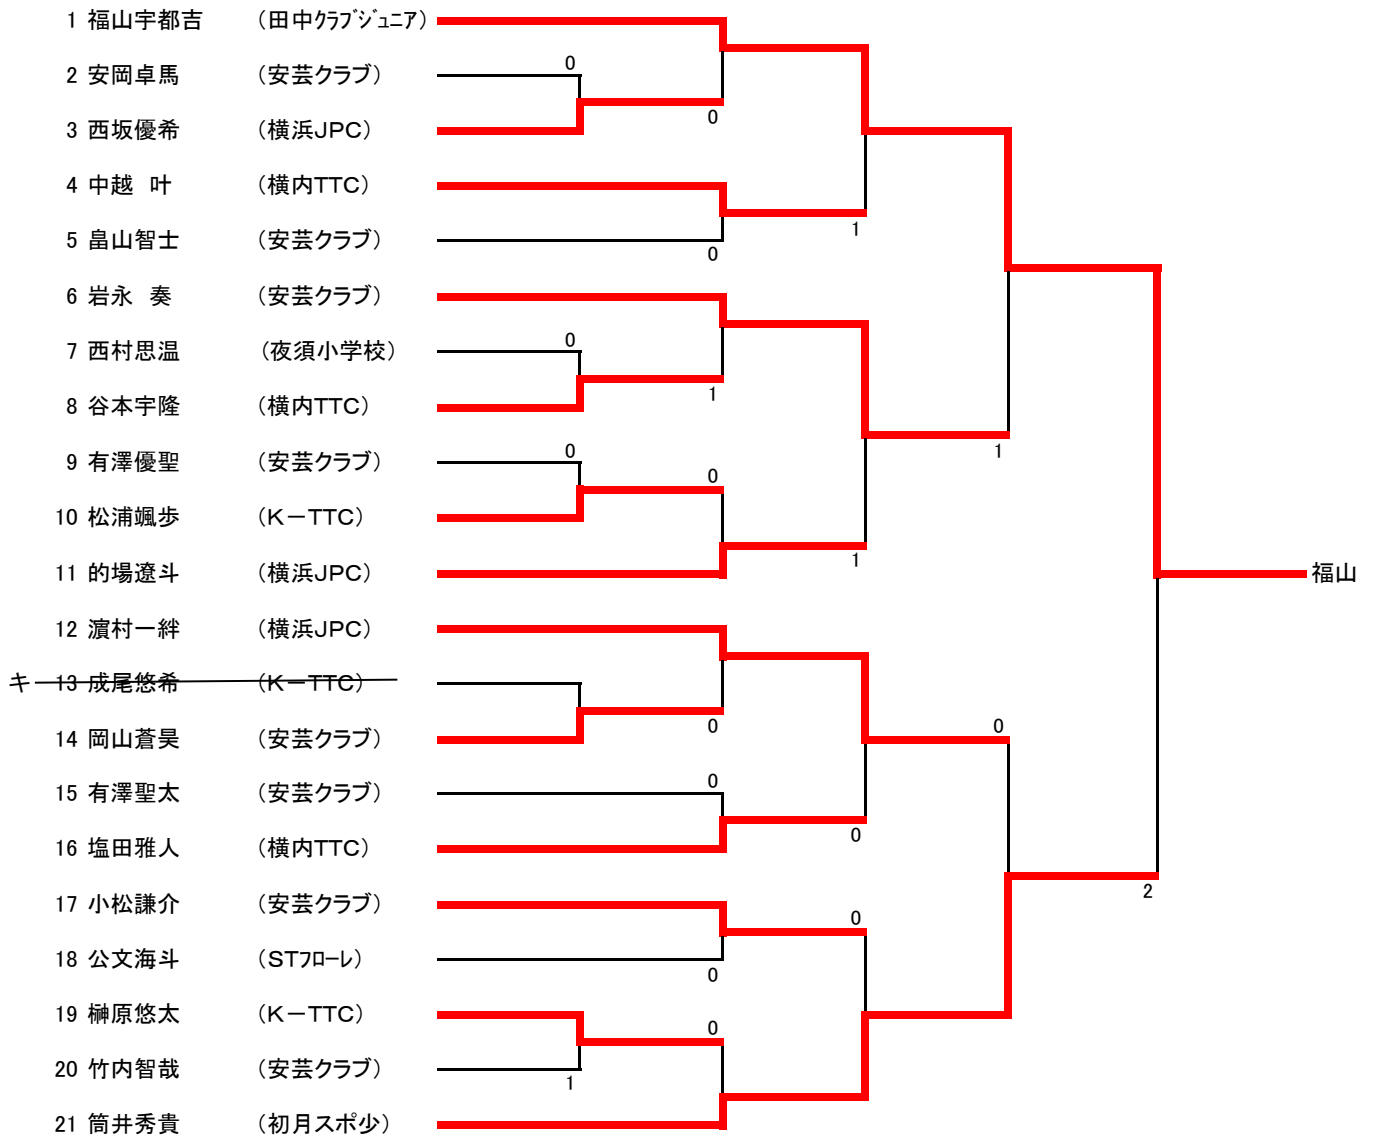 1 福山宇都吉 （田中クラブジュニア）
0
2 安岡卓馬 （安芸クラブ）
0
3 西坂優希 （横浜JPC）
4 中越 叶 （横内TTC）
1
5 畠山智士 （安芸クラブ）
0
6 岩永 奏 （安芸クラブ）
0
7 西村思温 （夜須小学校）
1
8 谷本宇隆 （横内TTC）
1
0
9 有澤優聖 （安芸クラブ）
0
10 松浦颯歩 （K－TTC）
1
11 的場遼斗 （横浜JPC）
福山
12 濵村一絆 （横浜JPC）
キ 13 成尾悠希 （K－TTC）
0
0
14 岡山蒼昊 （安芸クラブ）
0
15 有澤聖太 （安芸クラブ）
0
16 塩田雅人 （横内TTC）
2
17 小松謙介 （安芸クラブ）
0
18 公文海斗 （STフローレ）
0
19 榊原悠太 （K－TTC）
0
20 竹内智哉 （安芸クラブ）
1
21 筒井秀貴 （初月スポ少）